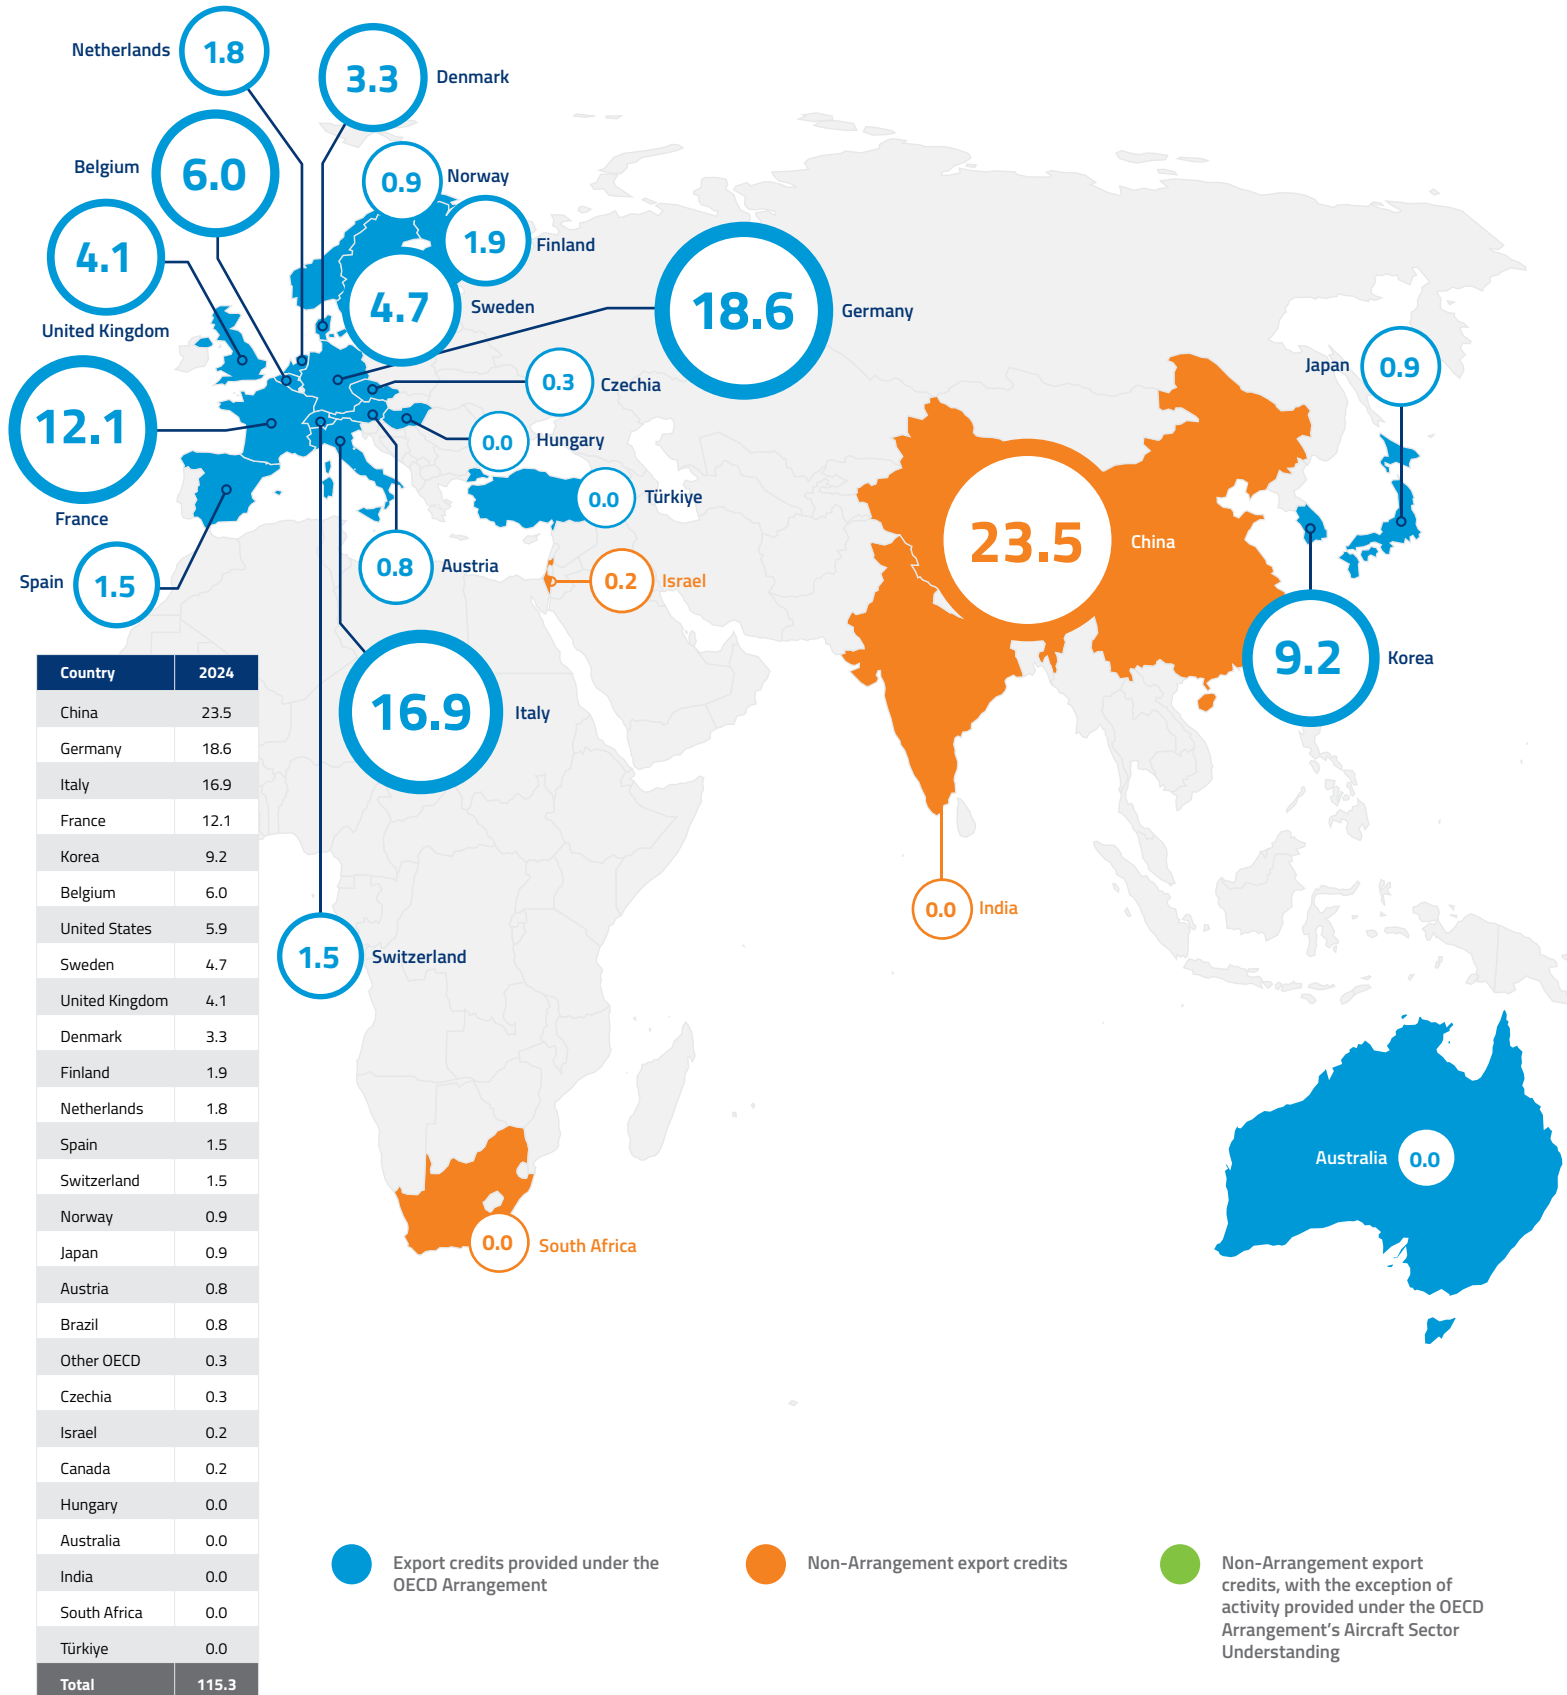 Netherlands
1.8
3.3
Denmark
Belgium
6.0
0.9
Norway
4.1
United Kingdom
1.9
Finland
4.7
Sweden
18.6
Germany
12.1
France
0.3
Czechia
0.0
Hungary
0.0
Türkiye
Spain
1.5
0.8
Austria
0.2
Israel
23.5
China
Japan
0.9
9.2
Korea
16.9
Italy
0.0
India
1.5
Switzerland
Australia
0.0
0.0
South Africa
Country 2024
China 23.5
Germany 18.6
Italy 16.9
France 12.1
Korea 9.2
Belgium 6.0
United States 5.9
Sweden 4.7
United Kingdom 4.1
Denmark 3.3
Finland 1.9
Netherlands 1.8
Spain 1.5
Switzerland 1.5
Norway 0.9
Japan 0.9
Austria 0.8
Brazil 0.8
Other OECD 0.3
Czechia 0.3
Israel 0.2
Canada 0.2
Hungary 0.0
Australia 0.0
India 0.0
South Africa 0.0
Türkiye 0.0
Total 115.3
Export credits provided under the
OECD Arrangement
Non-Arrangement export credits
Non-Arrangement export
credits, with the exception of
activity provided under the OECD
Arrangement's Aircraft Sector
Understanding